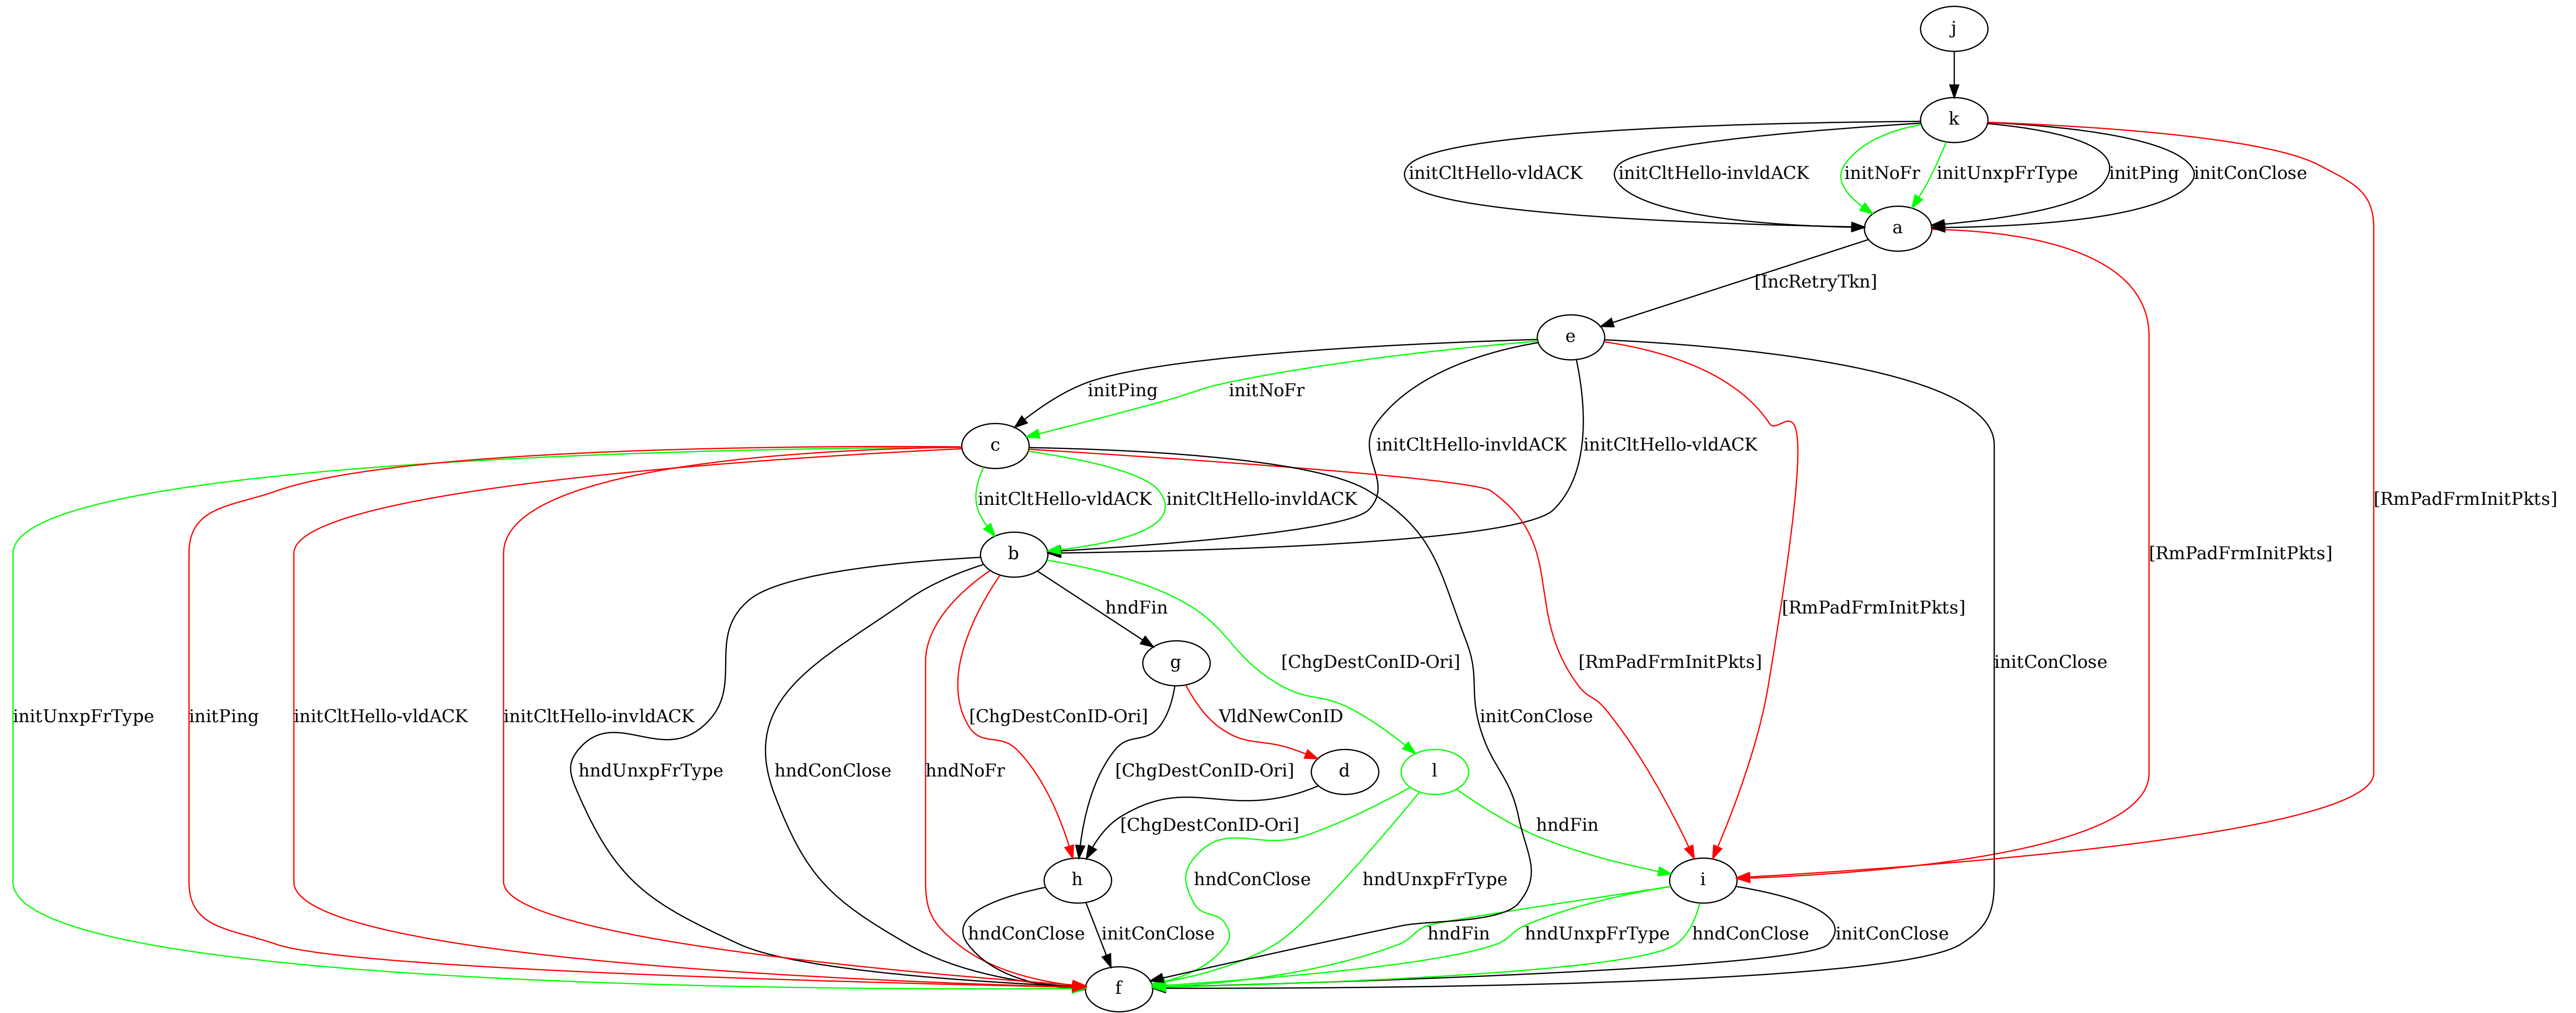 j
k
initCltHello-vldACK
initCltHello-invldACK
initNoFr
initUnxpFrType
initPing
initConClose
a
[IncRetryTkn]
e
initPing
initNoFr
c
initCltHello-invldACK
initCltHello-vldACK
initCltHello-vldACK
initCltHello-invldACK
[RmPadFrmInitPkts]
b
[RmPadFrmInitPkts]
hndFin
[RmPadFrmInitPkts]
g
[ChgDestConID-Ori]
[RmPadFrmInitPkts]
initConClose
initUnxpFrType
initPing
initCltHello-vldACK
initCltHello-invldACK
[ChgDestConID-Ori]
VldNewConID
initConClose
hndUnxpFrType
hndConClose
hndNoFr
[ChgDestConID-Ori]
d
l
[ChgDestConID-Ori]
hndFin
h
hndConClose
hndUnxpFrType
i
hndConClose
initConClose
hndFin
hndUnxpFrType
hndConClose
initConClose
f